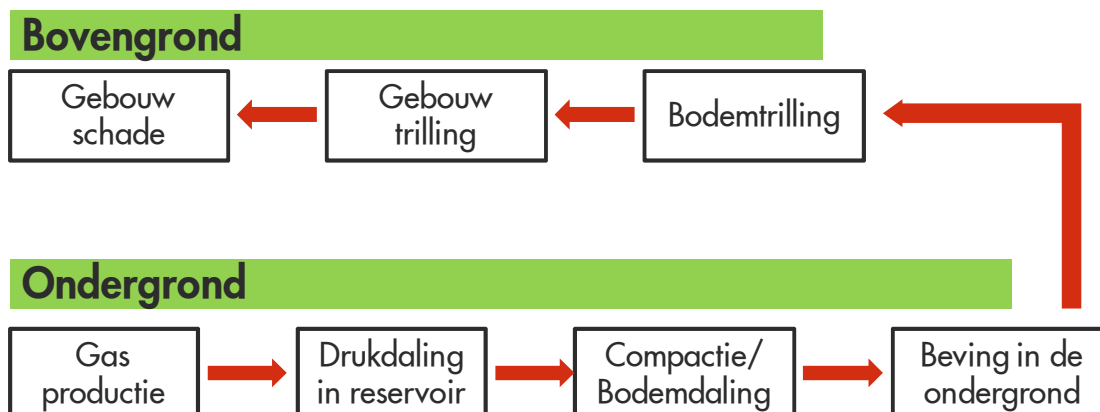 Bovengrond
Gebouw
schade
Gebouw
trilling
Bodemtrilling
Ondergrond
Gas
productie
Drukdaling
in reservoir
Compactie/
Bodemdaling
Beving in de
ondergrond